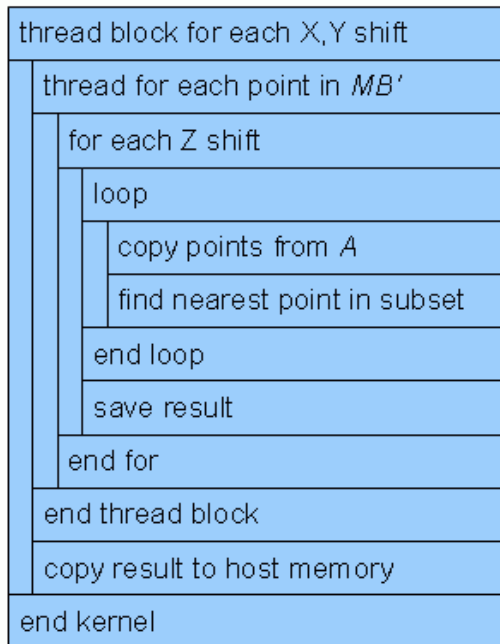 thread block for each X,Y shift
thread for each point in MB'
for each Z shift
loop
copy points from A
find nearest point in subset
end loop
save result
end for
end thread block
copy result to host memory
end kernel